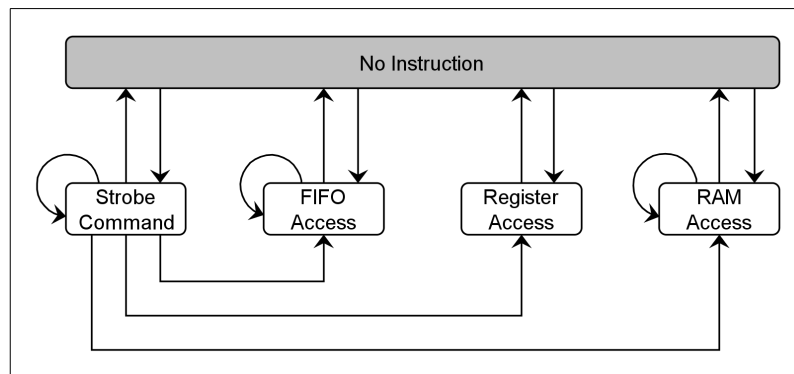 No Instruction
Strobe
Command
FIFO
Access
Register
Access
RAM
Access